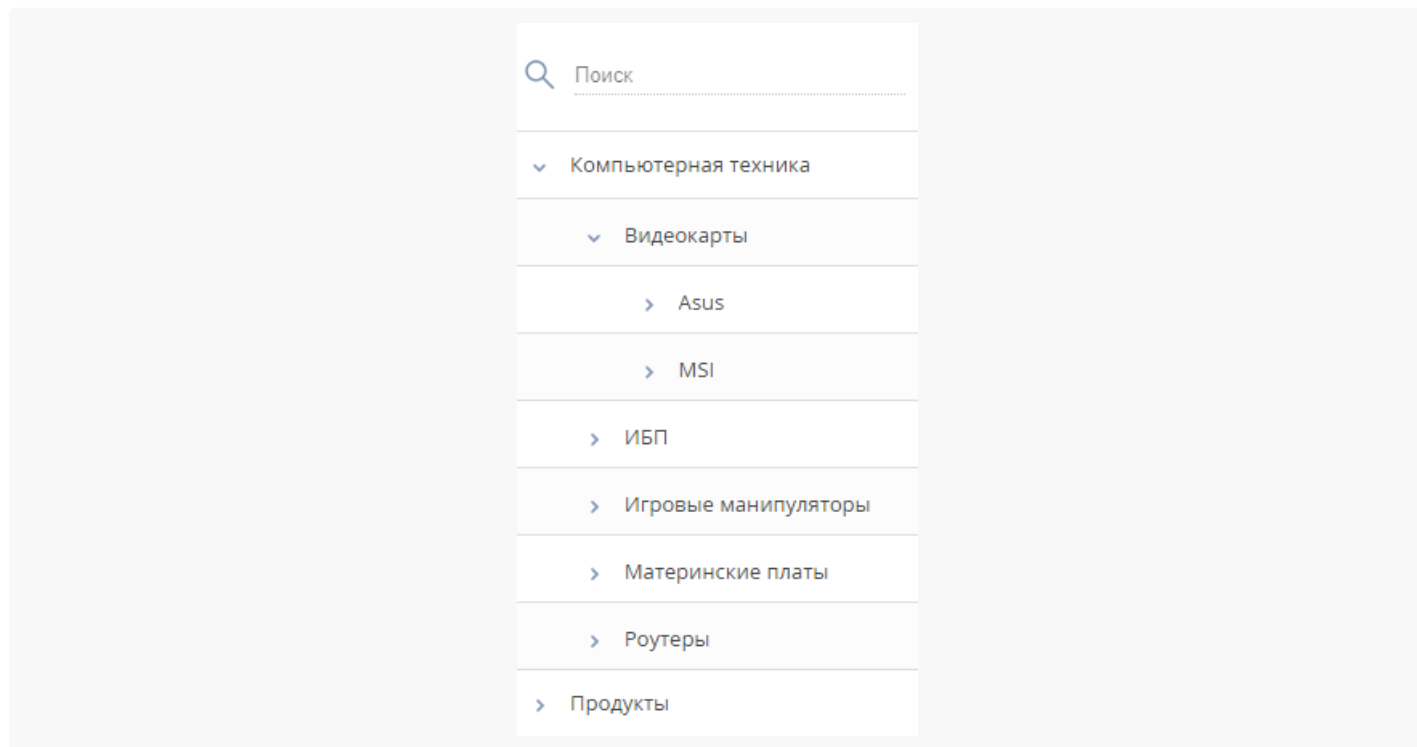 Поиск
Компьютерная техника
Видеокарты
Asus
MSI
ИБП
Игровые манипуляторы
Материнские платы
Роутеры
Продукты